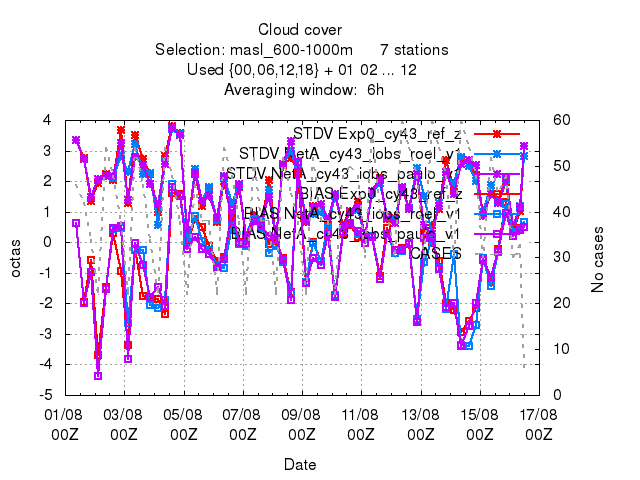 Cloud cover
Selection: masl_600-1000m 7 stations
Used {00,06,12,18} + 01 02 ... 12
Averaging window: 6h
4
3
2
1
0
-1
-2
-3
-4
-5
octas
60
50
40
30
20
10
0
No cases
STDV Exp0_cy43_ref_z
STDV NetA_cy43_iobs_roel_v1
STDV NetA_cy43_iobs_paulo_v1
BIAS Exp0_cy43_ref_z
BIAS NetA_cy43_iobs_roel_v1
BIAS NetA_cy43_iobs_paulo_v1
CASES
01/08 03/08 05/08 07/08 09/08 11/08 13/08 15/08 17/08
00Z 00Z 00Z 00Z 00Z 00Z 00Z 00Z 00Z
Date